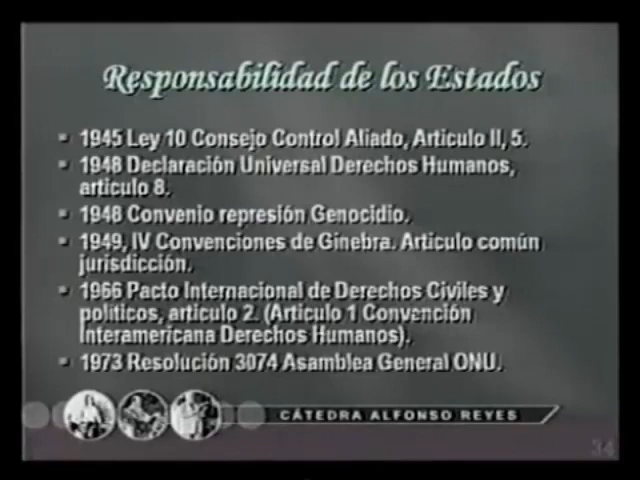 Responsabilidad de los Estados
1945 Ley 10 Consejo Control Aliado, Articulo II, 5.
1948 Declaración Universal Derechos Humanos,
articulo 8.
1948 Convenio represión Genocidio.
1949, IV Convenciones de Ginebra. Articulo común
jurisdicción.
1966 Pacto Internacional de Derechos Civiles y
politicos, articulo 2. (Articulo 1 Convención
Interamericana Derechos Humanos).
1973 Resolución 3074 Asamblea General ONU.
CÁTEDRA ALFONSO REYES
34